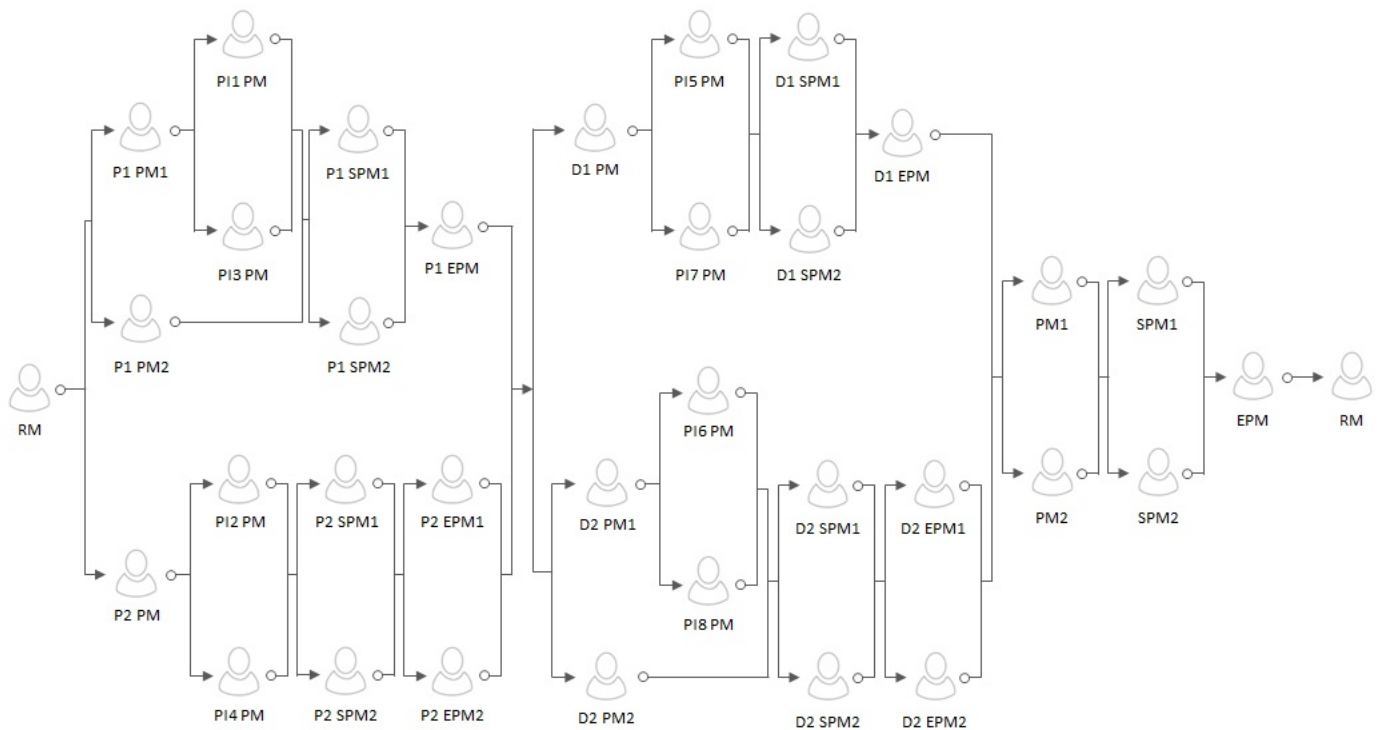 PI1 PM
PI5 PM
D1 SPM1
P1 PM1
P1 SPM1
D1 PM
D1 EPM
PI3 PM
P1 EPM
PI7 PM
D1 SPM2
PM1
SPM1
P1 PM2
P1 SPM2
RM
PI6 PM
EPM
RM
PI2 PM
P2 SPM1
P2 EPM1
D2 PM1
D2 SPM1
D2 EPM1
PM2
SPM2
P2 PM
PI8 PM
PI4 PM
P2 SPM2
P2 EPM2
D2 PM2
D2 SPM2
D2 EPM2